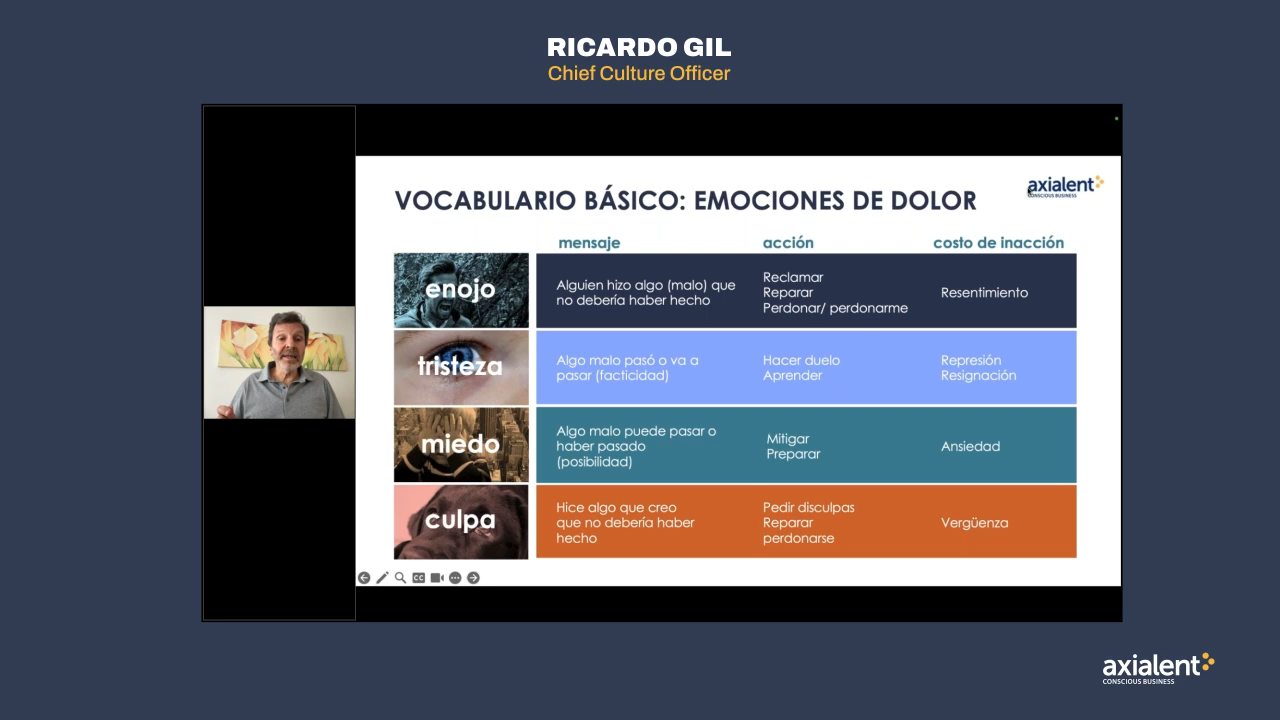 RICARDO GIL
Chief Culture Officer
axialent
CONSCIOUS BUSINESS
VOCABULARIO BÁSICO: EMOCIONES DE DOLOR
mensaje
acción
costo de inacción
enojo
Alguien hizo algo (malo) que
no debería haber hecho
Reclamar
Reparar
Perdonar/ perdonarme
Resentimiento
tristeza
Algo malo pasó o va a
pasar (facticidad)
Hacer duelo
Aprender
Represión
Resignación
miedo
Algo malo puede pasar o
haber pasado
(posibilidad)
Mitigar
Preparar
Ansiedad
culpa
Hice algo que creo
que no debería haber
hecho
Pedir disculpas
Reparar
perdonarse
Vergüenza
CC
axialent
CONSCIOUS BUSINESS